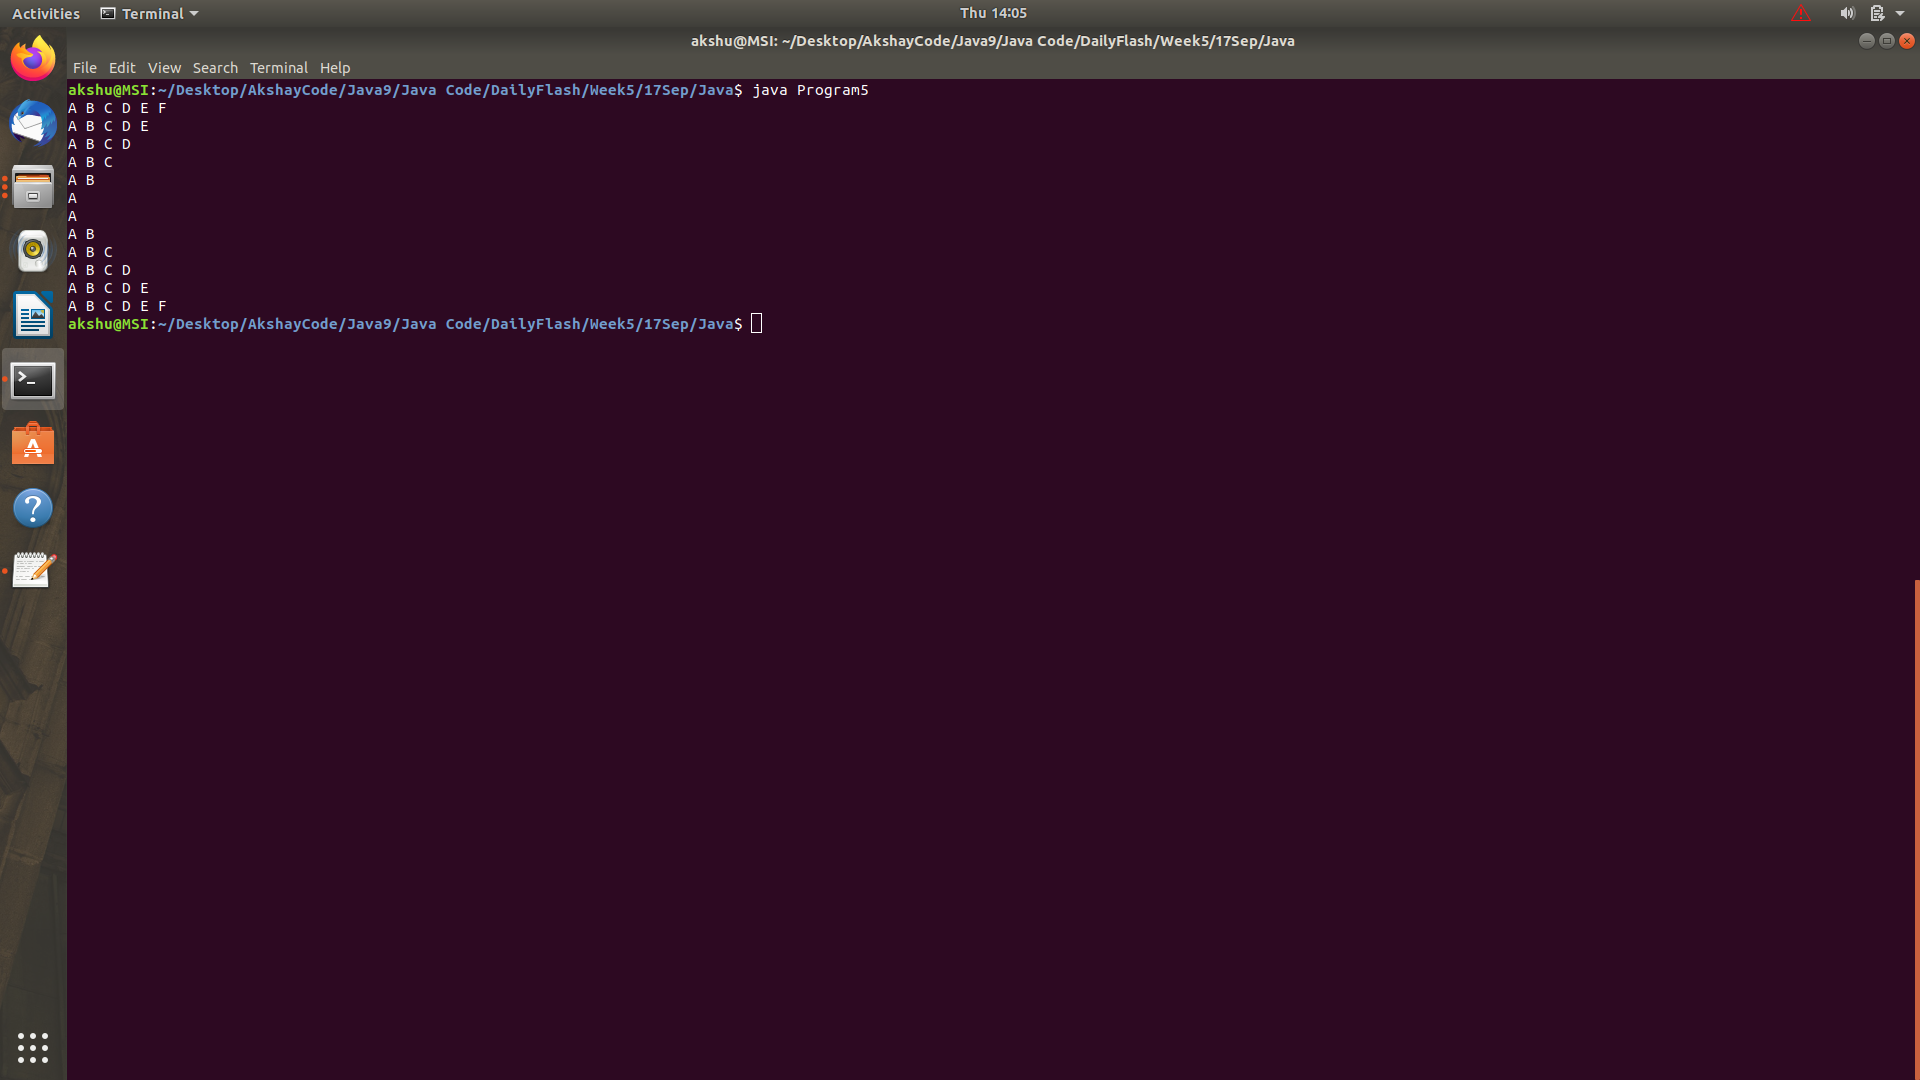 Activities Terminal Thu 14:05
akshu@MSI: ~/Desktop/AkshayCode/Java9/Java Code/DailyFlash/Week5/17Sep/Java
File Edit View Search Terminal Help
akshu@MSI:~/Desktop/AkshayCode/Java9/Java Code/DailyFlash/Week5/17Sep/Java$ java Program5
A B C D E F
A B C D E
A B C D
A B C
A B
A
A
A B
A B C
A B C D
A B C D E
A B C D E F
akshu@MSI:~/Desktop/AkshayCode/Java9/Java Code/DailyFlash/Week5/17Sep/Java$